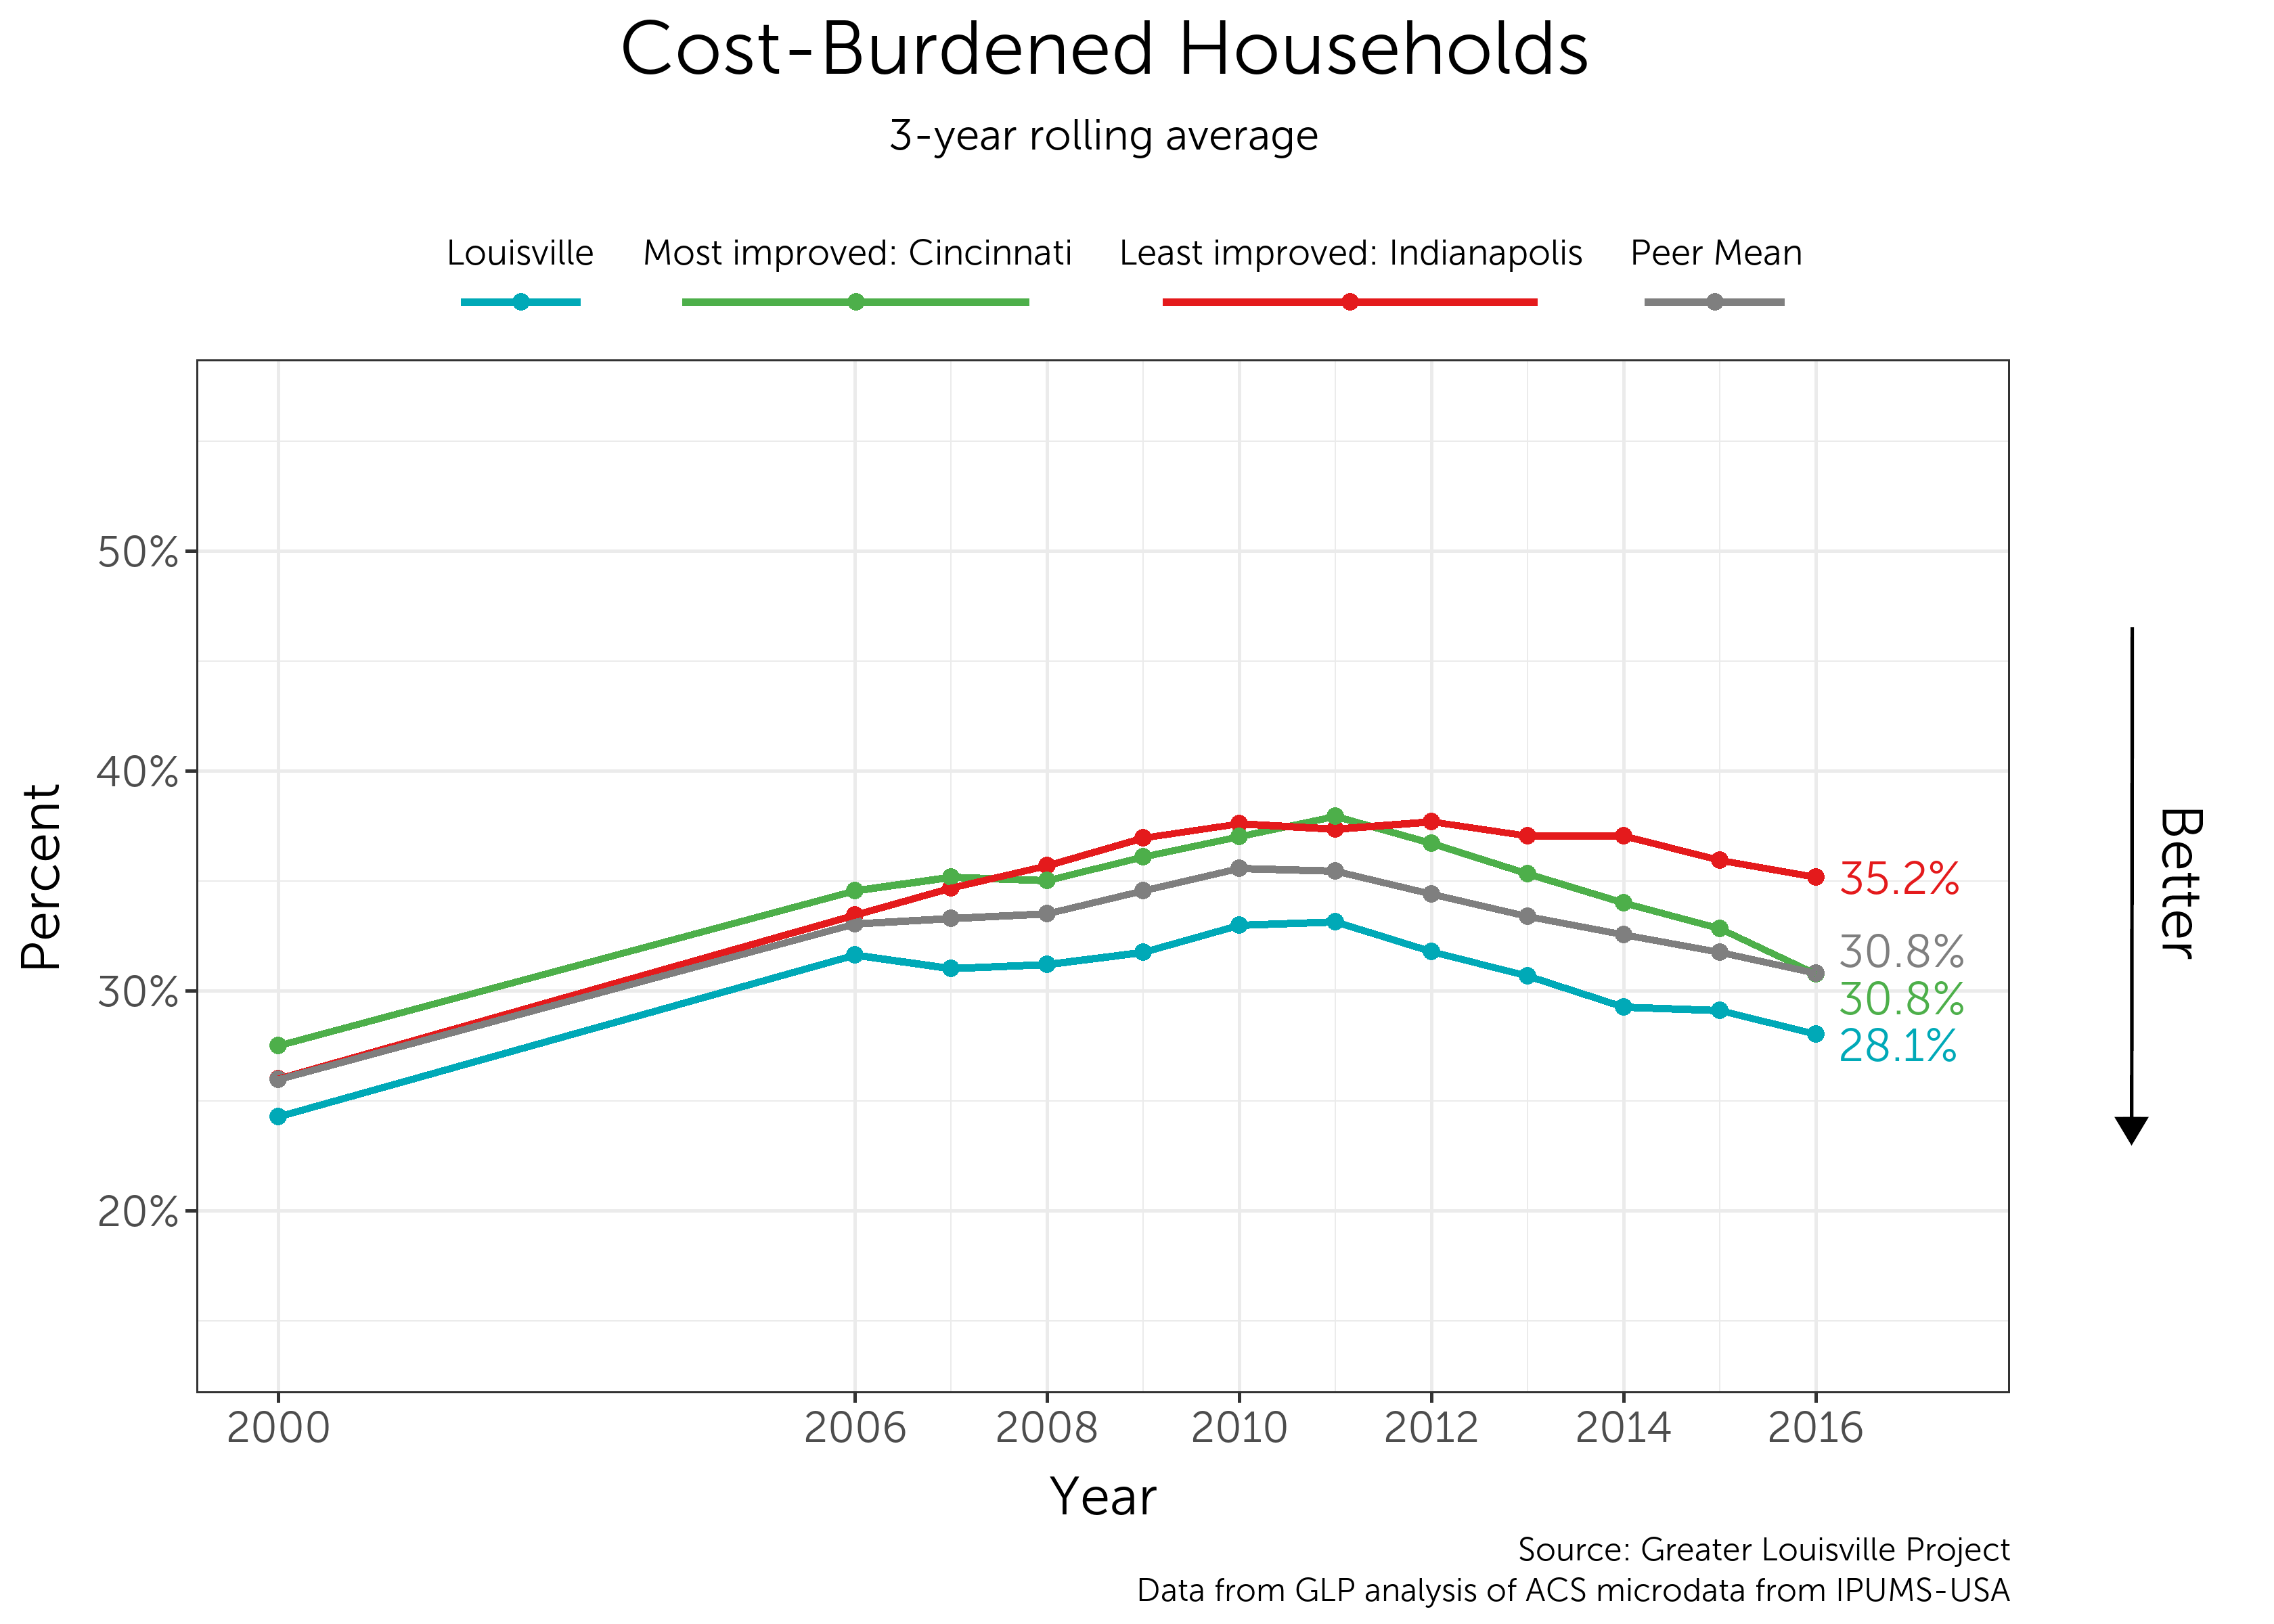 Cost-Burdened Households
3-year rolling average
Louisville
Most improved: Cincinnati
Least improved: Indianapolis
Peer Mean
50%
40%
30%
20%
Percent
35.2%
30.8%
30.8%
28.1%
Better
2000
2006
2008
2010
2012
2014
2016
Year
Source: Greater Louisville Project
Data from GLP analysis of ACS microdata from IPUMS-USA